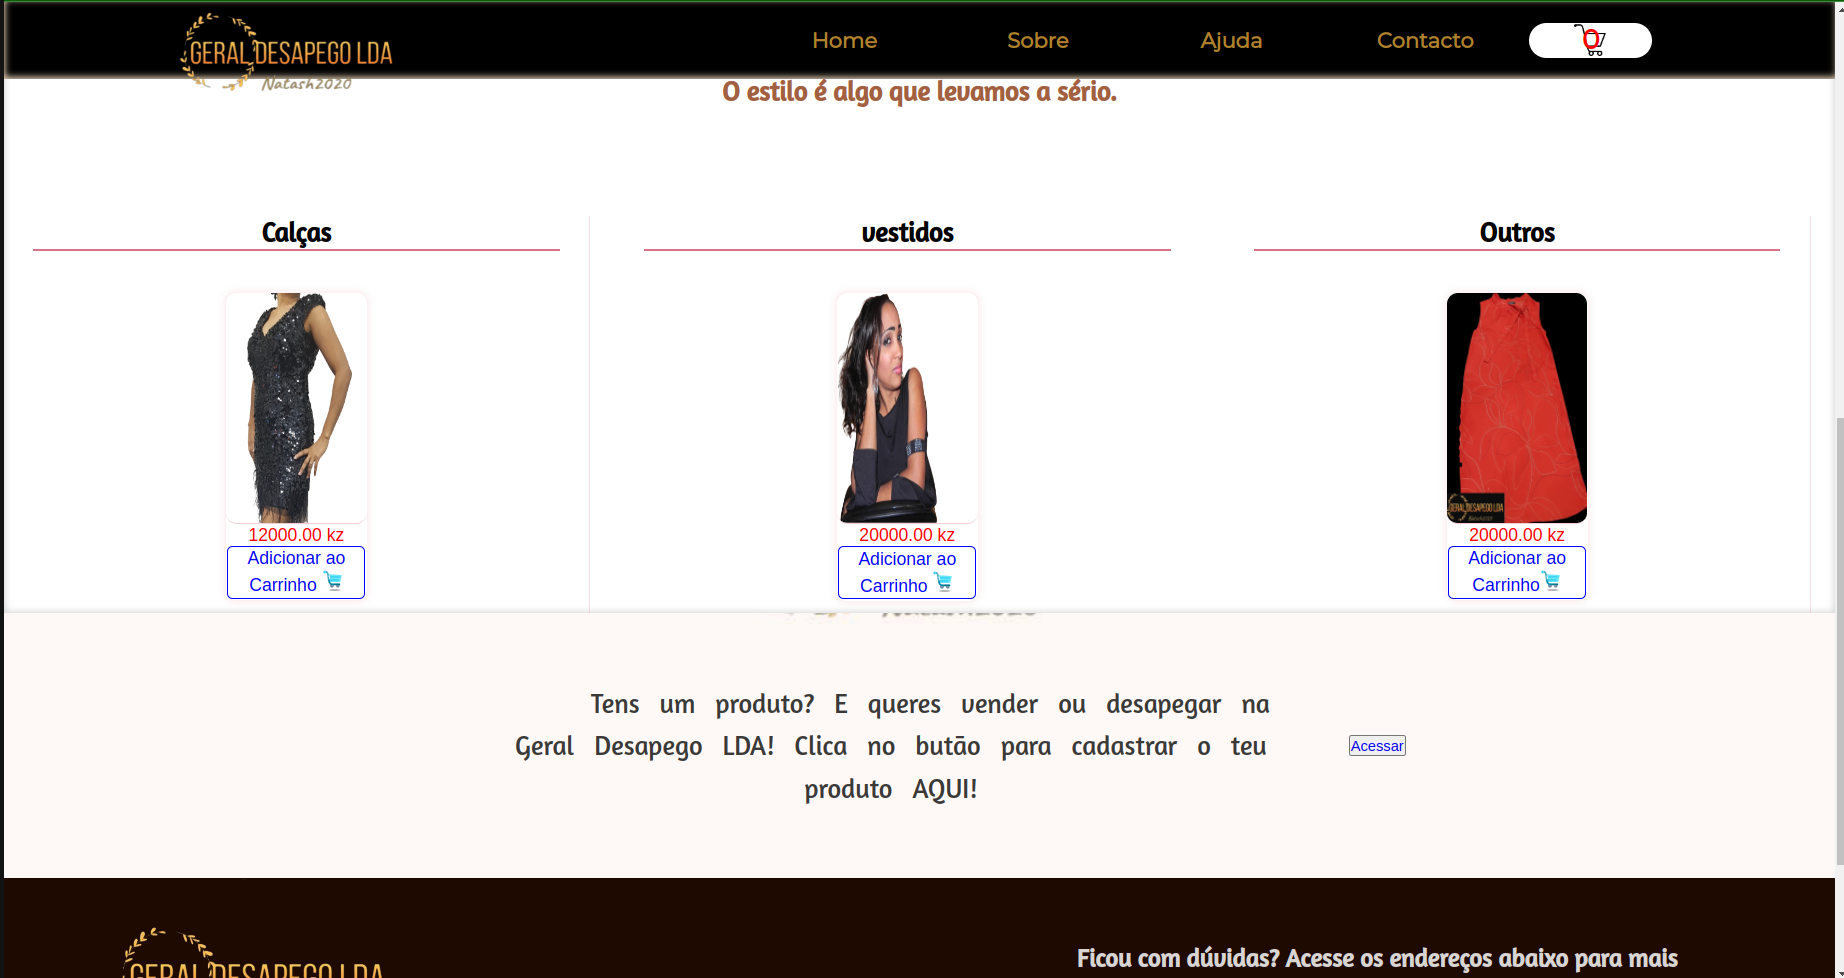 GERAL DESAPEGO LDA
Natash2020
Home
Sobre
Ajuda
Contacto
0
O estilo é algo que levamos a sério.
Calças
vestidos
Outros
GERAL DESAPEGO LDA
12000.00 kz
20000.00 kz
20000.00 kz
Adicionar ao
Carrinho
Adicionar ao
Carrinho
Adicionar ao
Carrinho
Tens um produto? E queres vender ou desapegar na
Geral Desapego LDA! Clica no butão para cadastrar o teu
produto AQUI!
Acessar
GERAL DESAPEGO LDA
Ficou com dúvidas? Acesse os endereços abaixo para mais